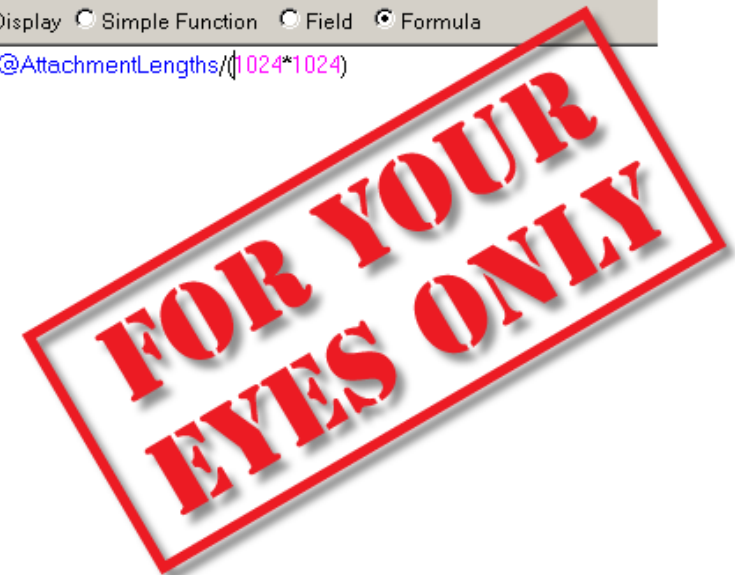 Display Simple Function Field Formula
@AttachmentLengths/(1024*1024)
FOR YOUR
EYES ONLY